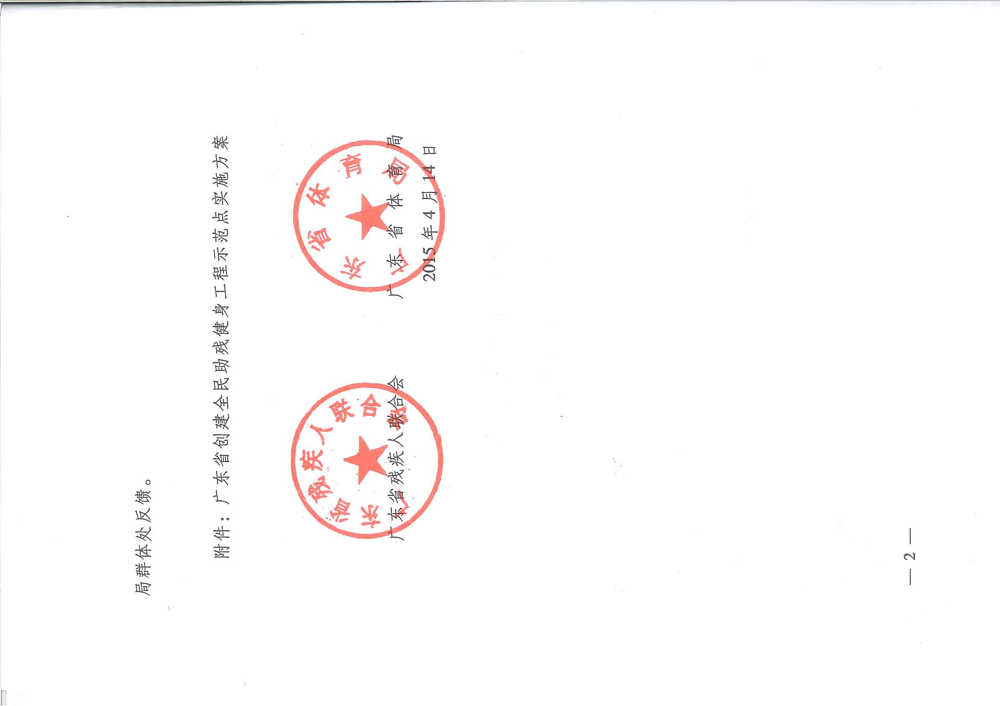 局群体处反馈。
附件：广东省创建全民助残健身工程示范点实施方案
广东省残疾人联合会 广东省体育局
2015年4月14日
广东省残疾人联合会
广东省体育局
— 2 —